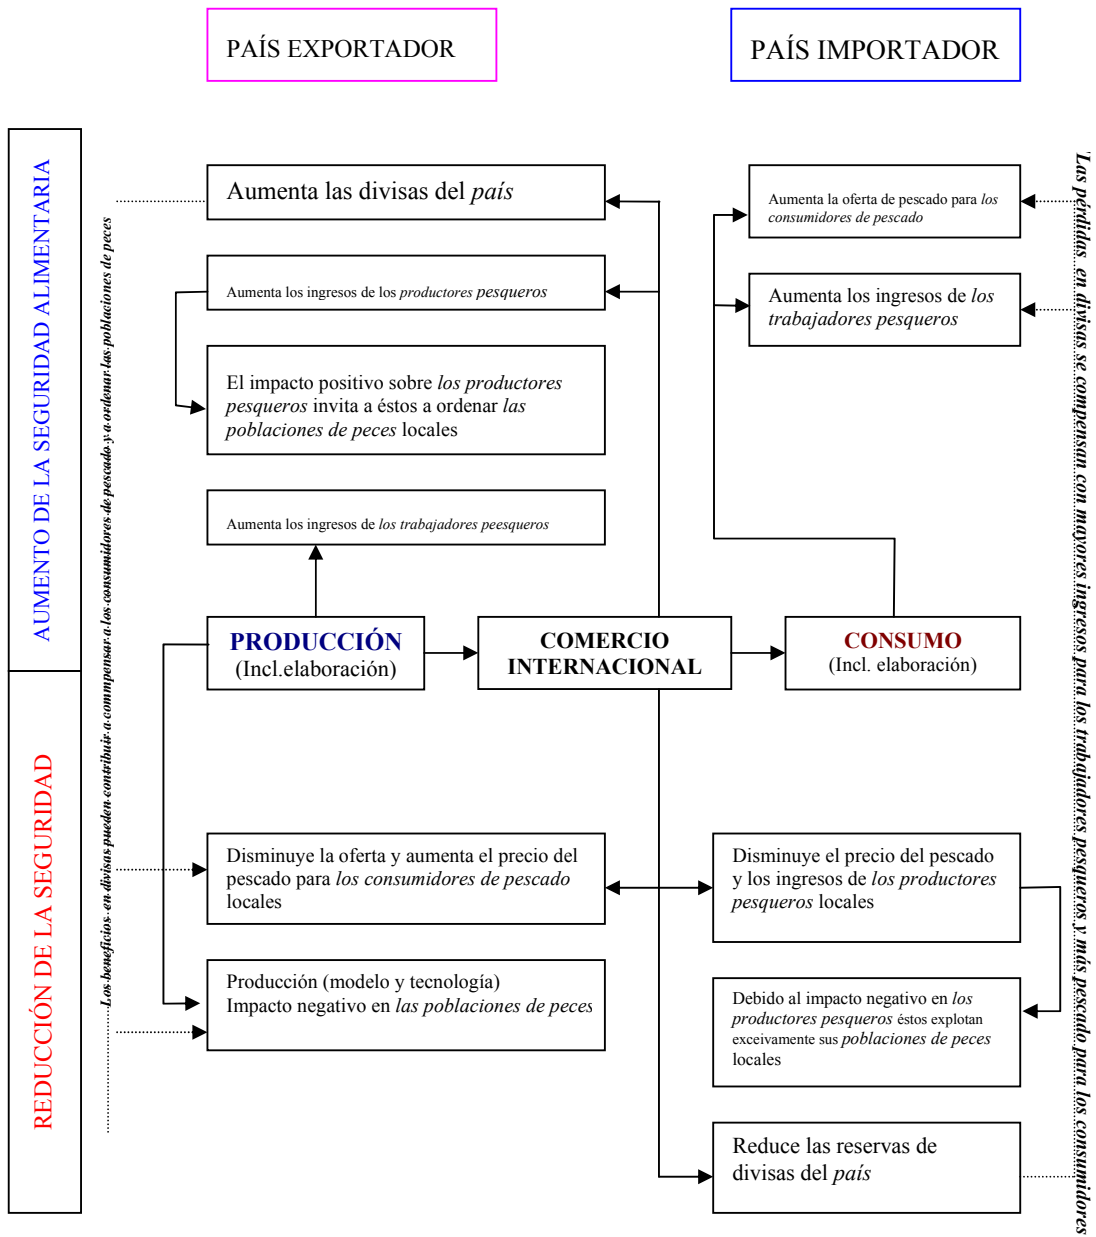 PAÍS EXPORTADOR
PAÍS IMPORTADOR
AUMENTO DE LA SEGURIDAD ALIMENTARIA
REDUCCIÓN DE LA SEGURIDAD
Los beneficios en divisas pueden contribuir a commpensar a los consumidores de pescado y a ordenar las poblaciones de peces
Aumenta las divisas del país
Aumenta los ingresos de los productores pesqueros
El impacto positivo sobre los productores
pesqueros invita a éstos a ordenar las
poblaciones de peces locales
Aumenta los ingresos de los trabajadores peesqueros
Aumenta la oferta de pescado para los
consumidores de pescado
Aumenta los ingresos de los
trabajadores pesqueros
PRODUCCIÓN
(Incl.elaboración)
COMERCIO
INTERNACIONAL
CONSUMO
(Incl. elaboración)
Disminuye la oferta y aumenta el precio del
pescado para los consumidores de pescado
locales
Producción (modelo y tecnología)
Impacto negativo en las poblaciones de peces
Disminuye el precio del pescado
y los ingresos de los productores
pesqueros locales
Debido al impacto negativo en los
productores pesqueros éstos explotan
exceivamente sus poblaciones de peces
locales
Reduce las reservas de
divisas del país
'Las pérdidas en divisas se compensan con mayores ingresos para los trabajadores pesqueros y más pescado para los consumidores